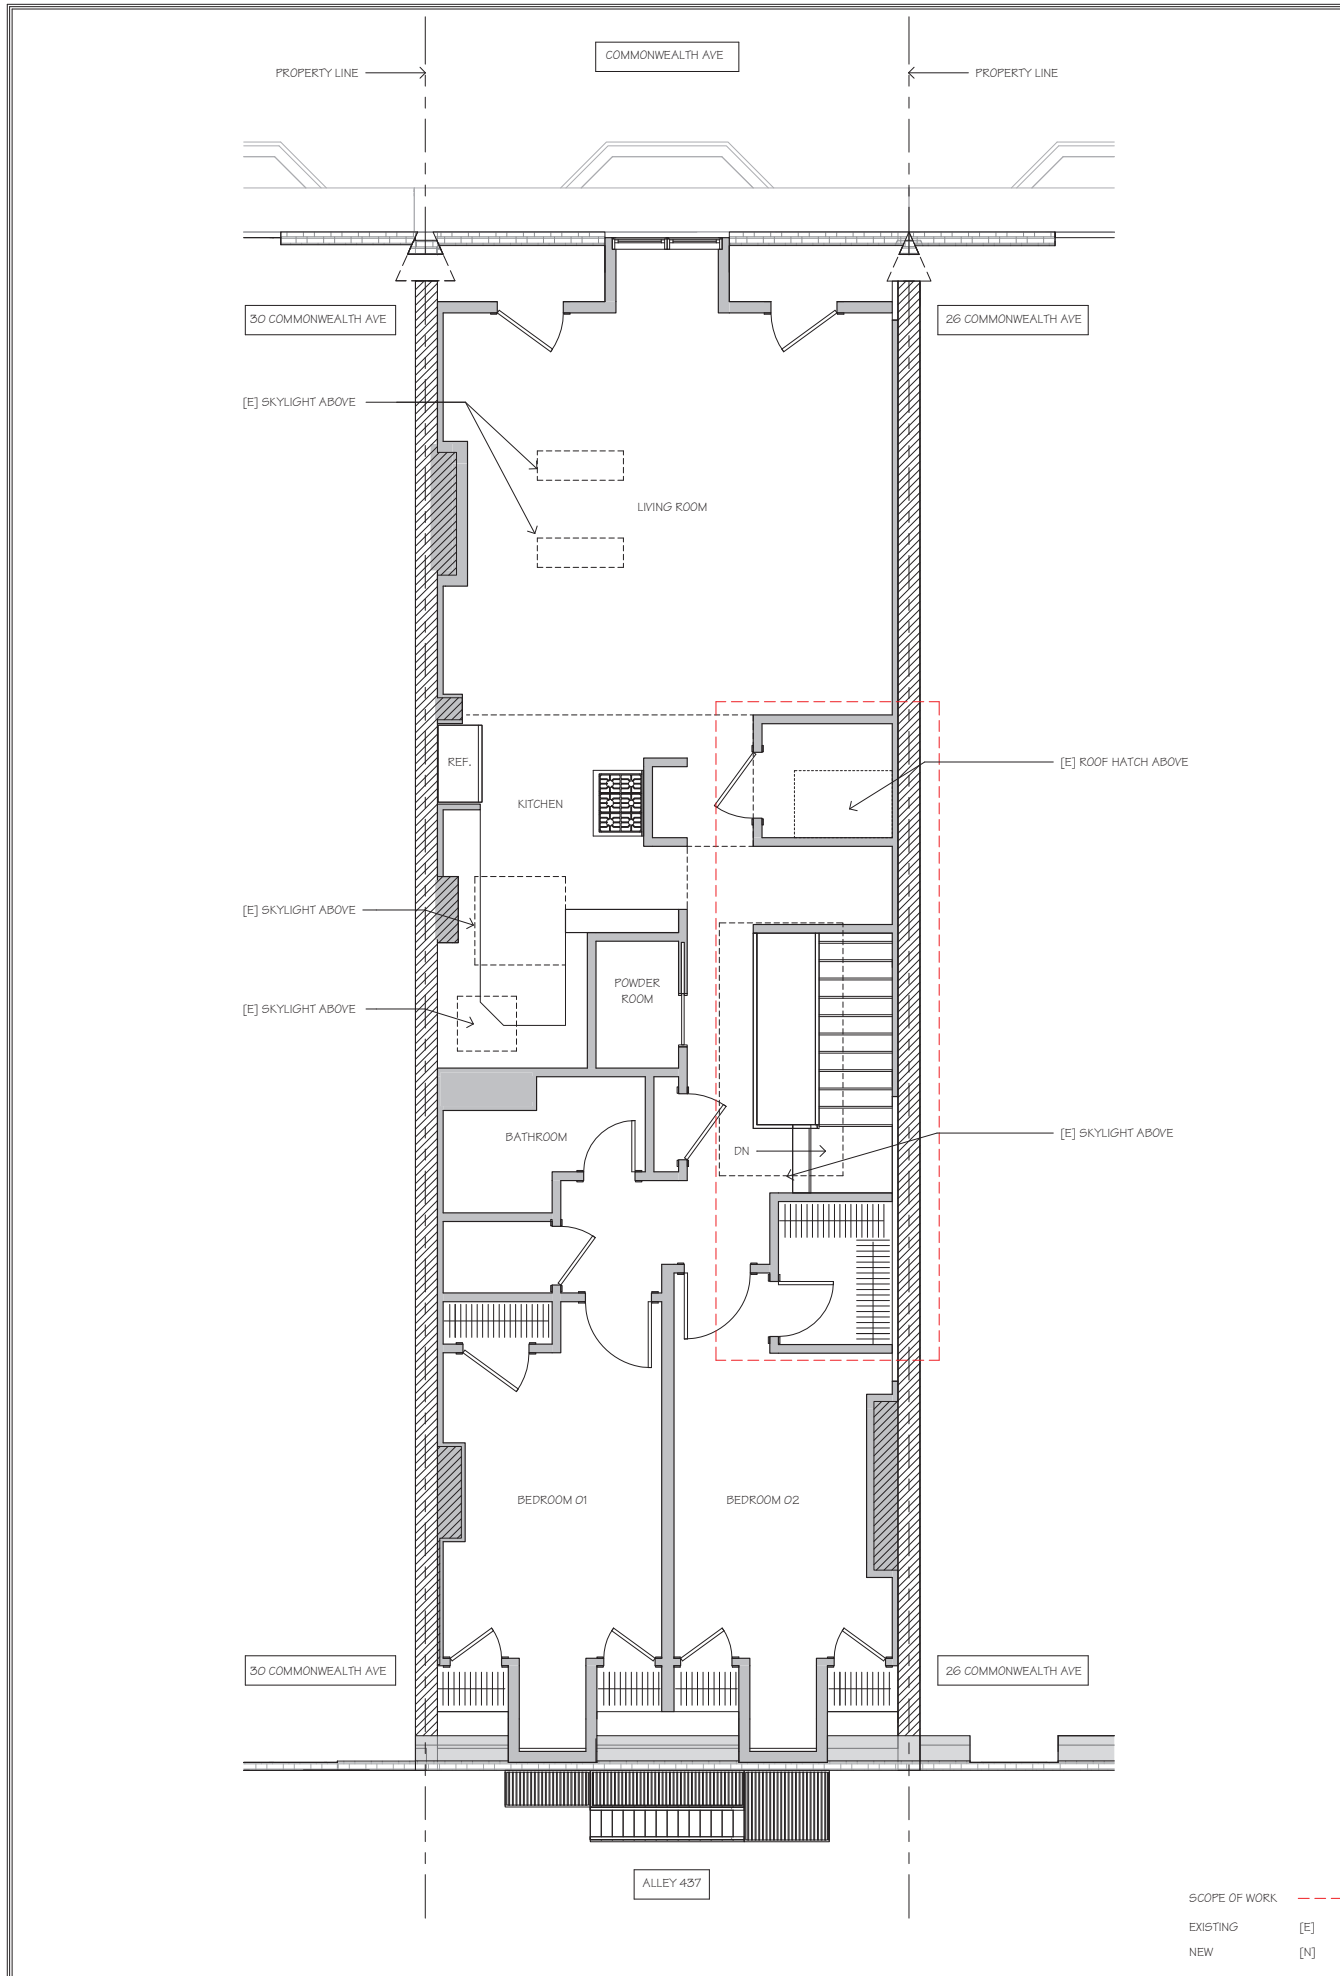 COMMONWEALTH AVE
PROPERTY LINE
PROPERTY LINE
30 COMMONWEALTH AVE
26 COMMONWEALTH AVE
[E] SKYLIGHT ABOVE
LIVING ROOM
REF.
KITCHEN
[E] ROOF HATCH ABOVE
[E] SKYLIGHT ABOVE
POWDER
ROOM
[E] SKYLIGHT ABOVE
BATHROOM
DN
[E] SKYLIGHT ABOVE
BEDROOM 01
BEDROOM 02
30 COMMONWEALTH AVE
26 COMMONWEALTH AVE
ALLEY 437
SCOPE OF WORK
EXISTING [E]
NEW [N]